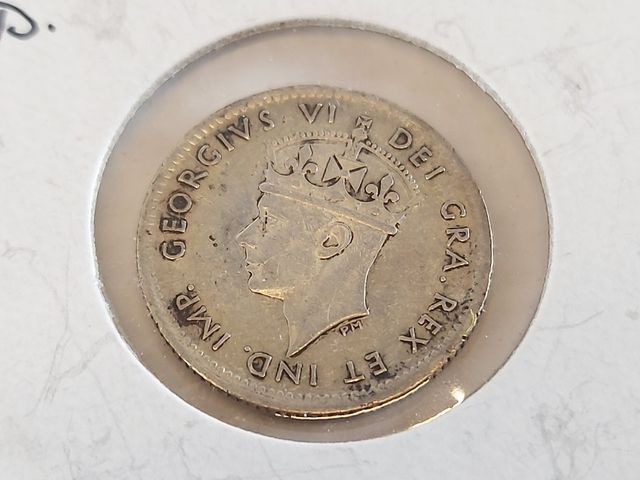 GEORGIVS VI DEI GRA. REX ET IND. IMP.
PM